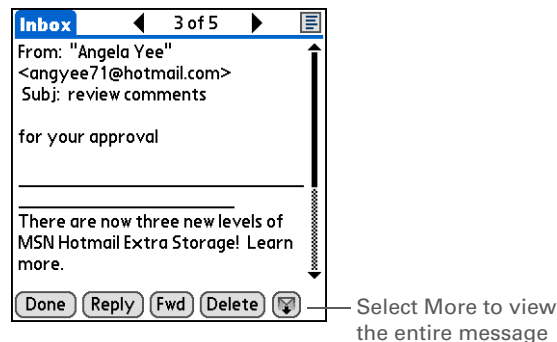 Inbox 3 of 5
From: "Angela Yee"
<angyee71@hotmail.com>
Subj: review comments
for your approval
There are now three new levels of
MSN Hotmail Extra Storage! Learn
more.
Done Reply Fwd Delete
Select More to view
the entire message